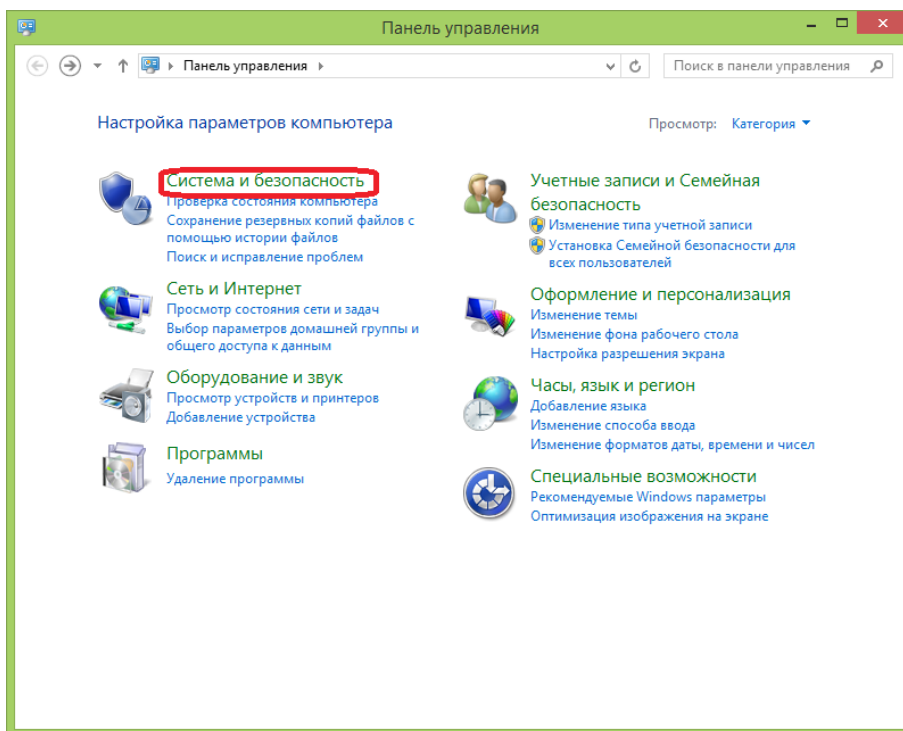 Панель управления
Панель управления
Поиск в панели управления
Настройка параметров компьютера
Просмотр: Категория
Система и безопасность
Проверка состояния компьютера
Сохранение резервных копий файлов с
помощью истории файлов
Поиск и исправление проблем
Сеть и Интернет
Просмотр состояния сети и задач
Выбор параметров домашней группы и
общего доступа к данным
Оборудование и звук
Просмотр устройств и принтеров
Добавление устройства
Программы
Удаление программы
Учетные записи и Семейная
безопасность
Изменение типа учетной записи
Установка Семейной безопасности для
всех пользователей
Оформление и персонализация
Изменение темы
Изменение фона рабочего стола
Настройка разрешения экрана
Часы, язык и регион
Добавление языка
Изменение способа ввода
Изменение форматов даты, времени и чисел
Специальные возможности
Рекомендуемые Windows параметры
Оптимизация изображения на экране